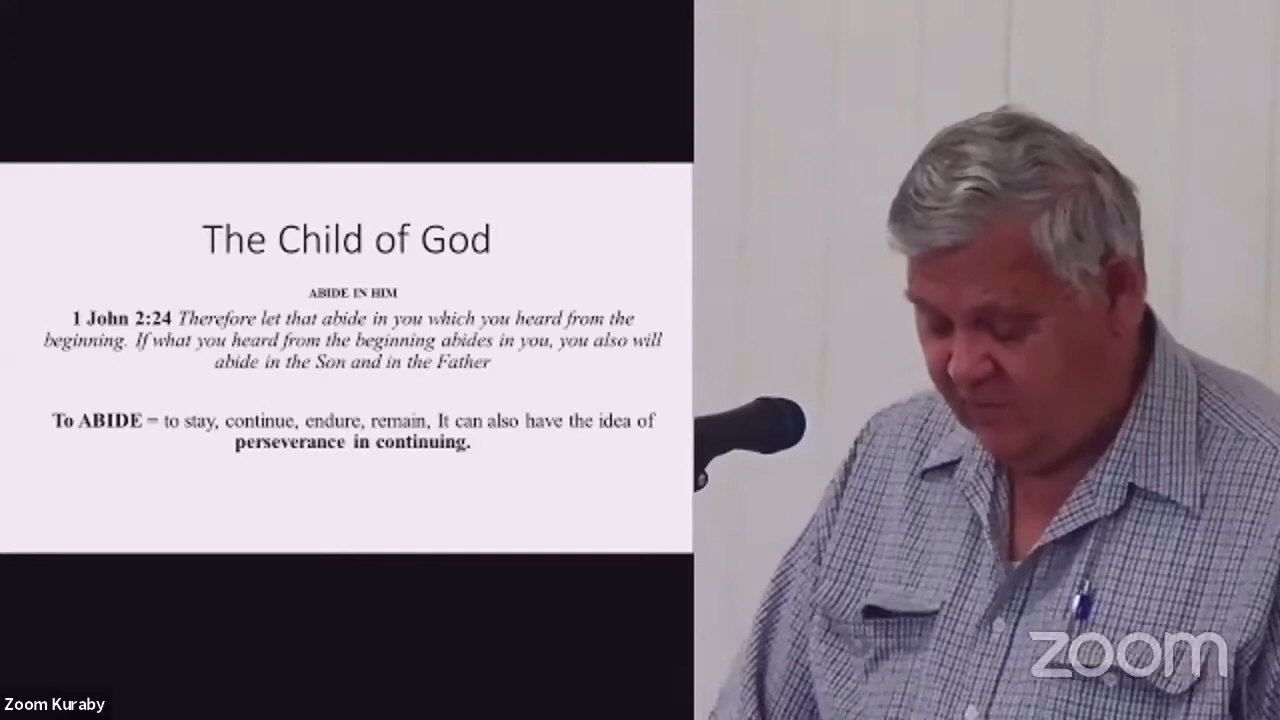 The Child of God
ABIDE IN HIM
1 John 2:24 Therefore let that abide in you which you heard from the
beginning. If what you heard from the beginning abides in you, you also will
abide in the Son and in the Father
To ABIDE = to stay, continue, endure, remain, It can also have the idea of
perseverance in continuing.
zoom
Zoom Kuraby